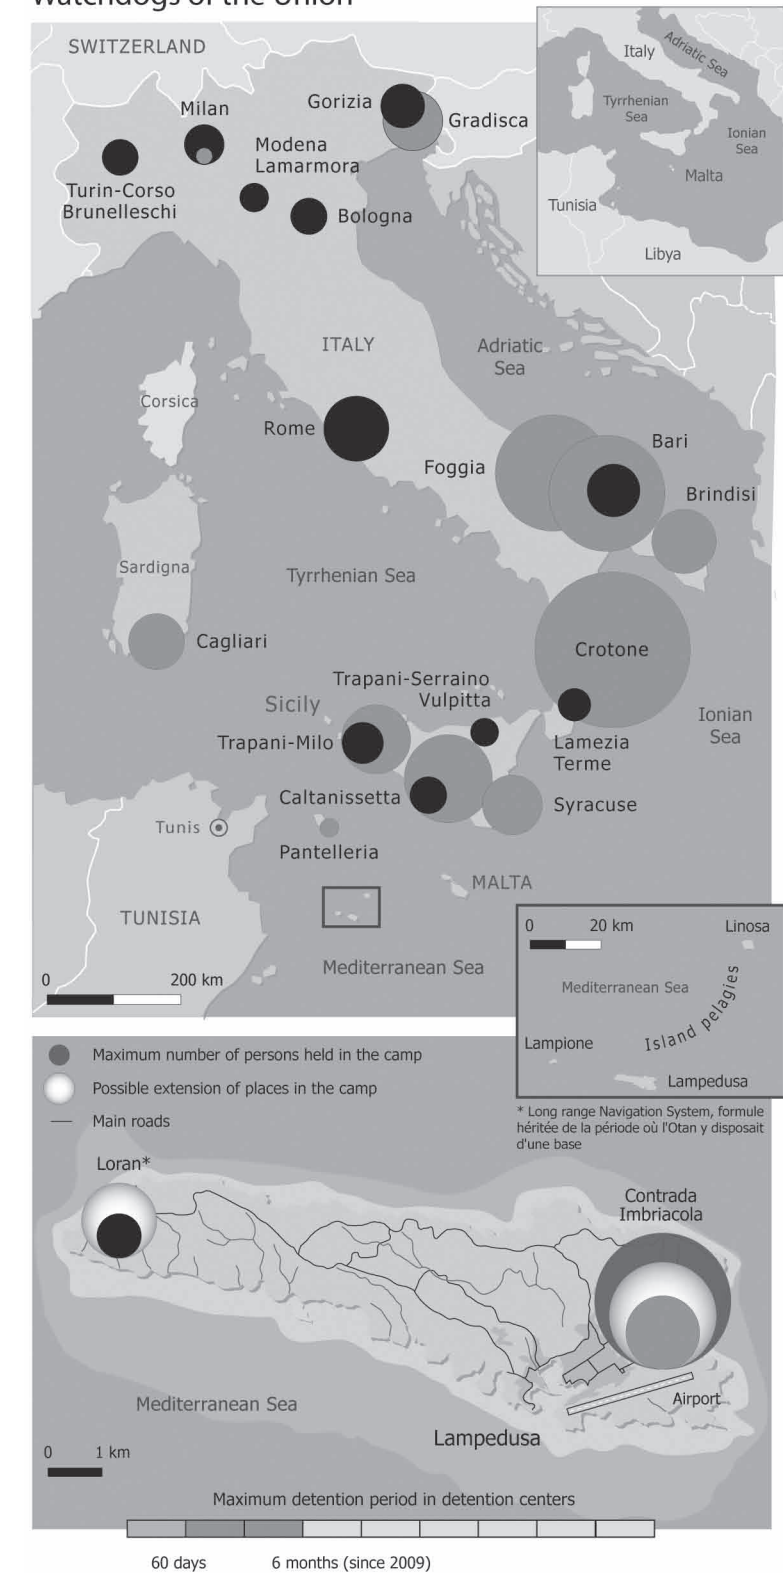 Watchdogs of the Union
SWITZERLAND
Milan
Gorizia
Gradisca
Modena
Lamarmora
Turin-Corso
Brunelleschi
Bologna
Italy
Adriatic Sea
Tyrrhenian
Sea
Ionian
Sea
Malta
Tunisia
Libya
ITALY
Adriatic
Sea
Corsica
Rome
Foggia
Bari
Brindisi
Sardigna
Tyrrhenian Sea
Cagliari
Crotone
Trapani-Serraino
Vulpitta
Sicily
Trapani-Milo
Ionian
Sea
Lamezia
Terme
Caltanissetta
Syracuse
Tunis
Pantelleria
MALTA
TUNISIA
Mediterranean Sea
0 200 km
0 20 km
Linosa
Mediterranean Sea
Island pelagies
Lampione
Lampedusa
Maximum number of persons held in the camp
Possible extension of places in the camp
Main roads
* Long range Navigation System, formule
héritée de la période où l'Otan y disposait
d'une base
Loran*
Contrada
Imbriacola
Mediterranean Sea
Airport
Lampedusa
0 1 km
Maximum detention period in detention centers
60 days 6 months (since 2009)